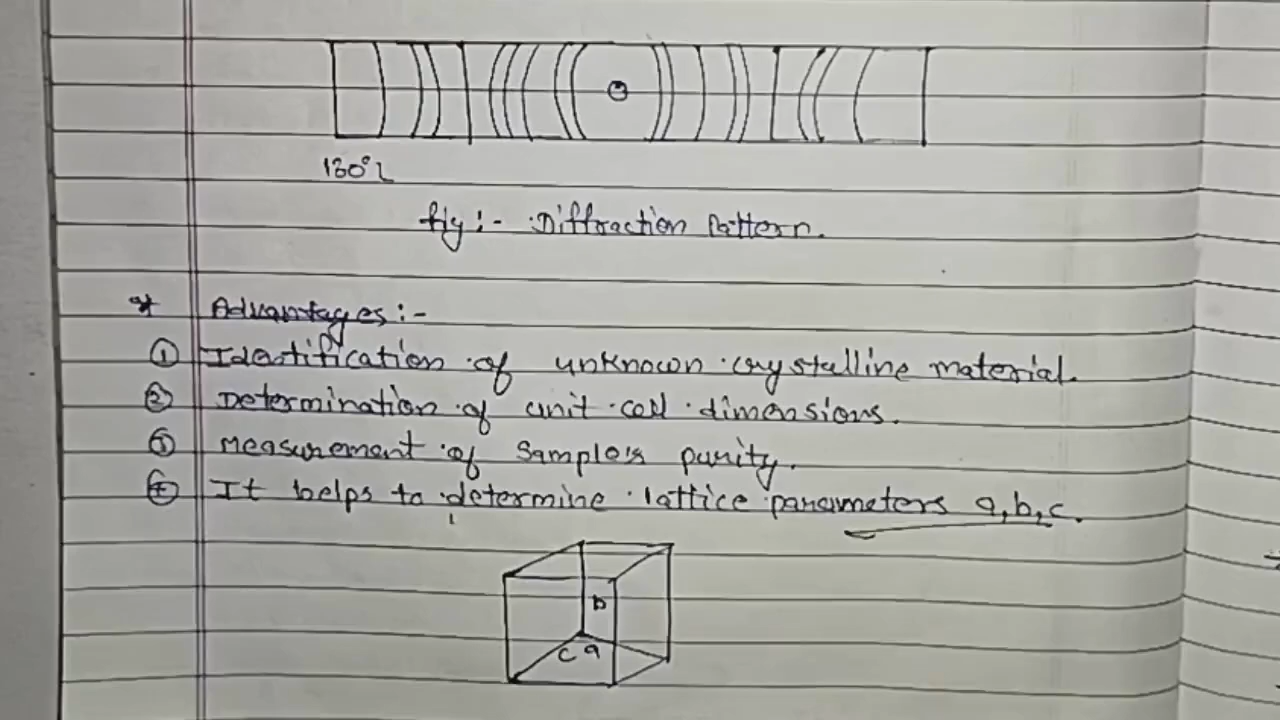 180°
fig:- Diffraction Pattern.
* Advantages:-
① Identification of unknown crystalline material.
② Determination of unit cell dimensions.
③ measurement of sample's purity.
④ It helps to determine lattice parameters a,b,c.
b
c a